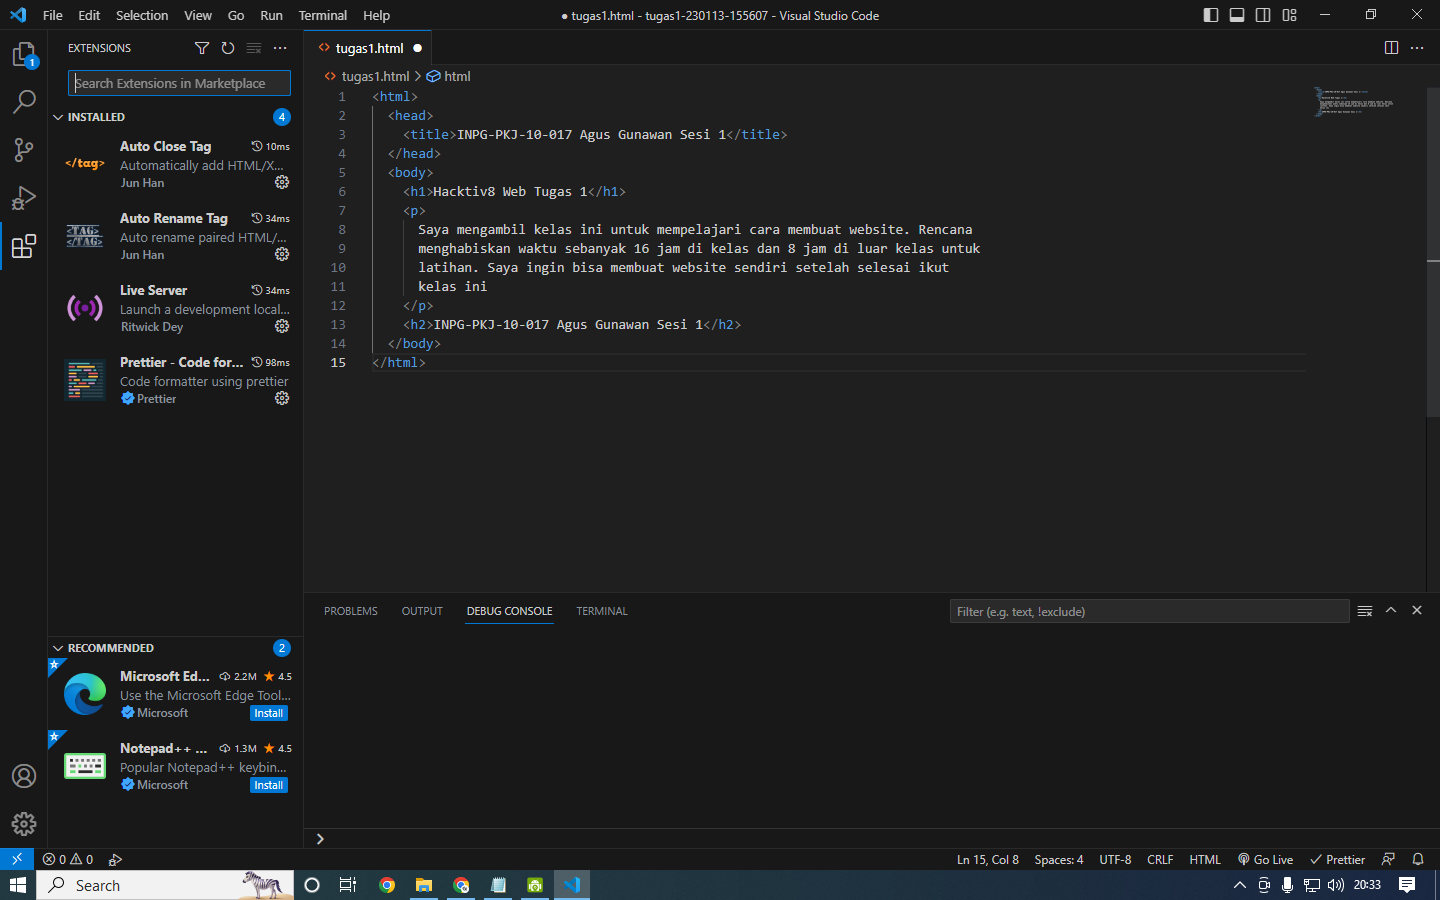 File Edit Selection View Go Run Terminal Help
● tugas1.html - tugas1-230113-155607 - Visual Studio Code
EXTENSIONS
1
Search Extensions in Marketplace
INSTALLED 4
Auto Close Tag 10ms
Automatically add HTML/X...
Jun Han
</tag>
Auto Rename Tag 34ms
Auto rename paired HTML/...
Jun Han
<TAG>
</TAG>
Live Server 34ms
Launch a development local...
Ritwick Dey
Prettier - Code for... 98ms
Code formatter using prettier
Prettier
RECOMMENDED 2
Microsoft Ed... 2.2M ★ 4.5
Use the Microsoft Edge Tool...
Microsoft Install
Notepad++ ... 1.3M ★ 4.5
Popular Notepad++ keybin...
Microsoft Install
tugas1.html ●
tugas1.html > html
1 <html>
2 <head>
3 <title>INPG-PKJ-10-017 Agus Gunawan Sesi 1</title>
4 </head>
5 <body>
6 <h1>Hacktiv8 Web Tugas 1</h1>
7 <p>
8 Saya mengambil kelas ini untuk mempelajari cara membuat website. Rencana
9 menghabiskan waktu sebanyak 16 jam di kelas dan 8 jam di luar kelas untuk
10 latihan. Saya ingin bisa membuat website sendiri setelah selesai ikut
11 kelas ini
12 </p>
13 <h2>INPG-PKJ-10-017 Agus Gunawan Sesi 1</h2>
14 </body>
15 </html>
PROBLEMS OUTPUT DEBUG CONSOLE TERMINAL
Filter (e.g. text, !exclude)
0 0
Ln 15, Col 8 Spaces: 4 UTF-8 CRLF HTML Go Live Prettier
Search
20:33